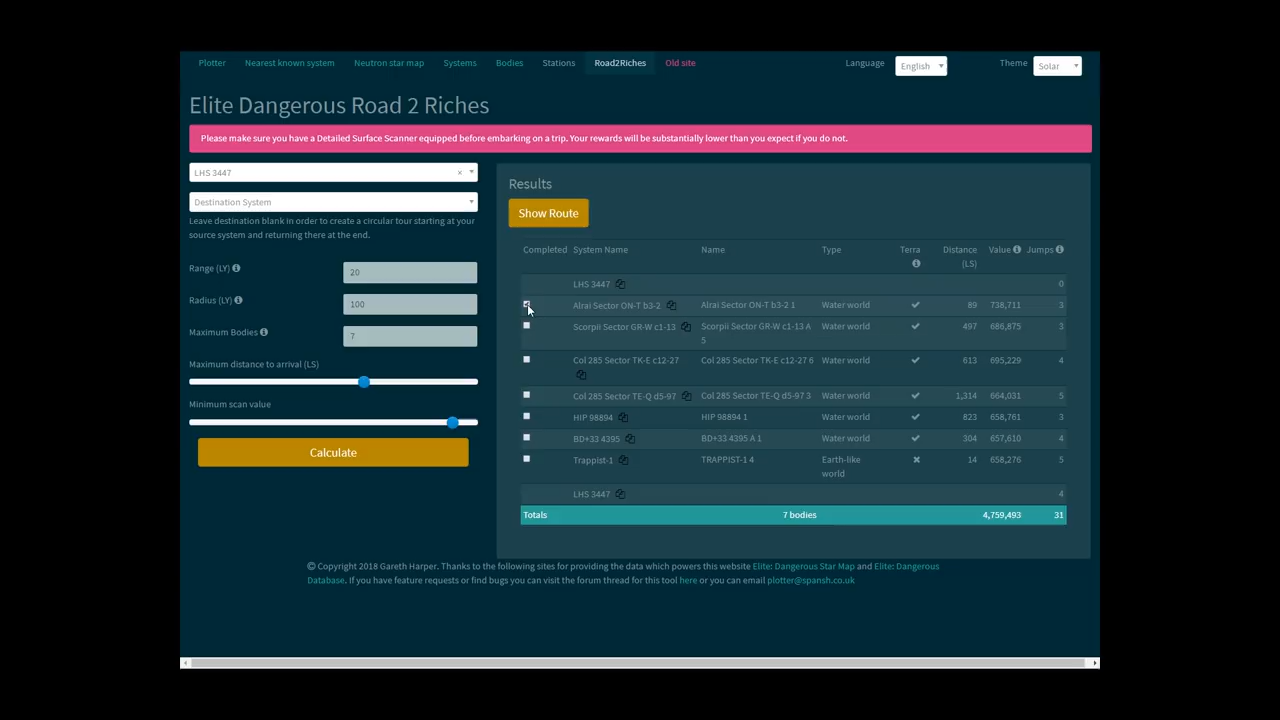 Plotter Nearest known system Neutron star map Systems Bodies Stations Road2Riches Old site Language English Theme Solar
Elite Dangerous Road 2 Riches
Please make sure you have a Detailed Surface Scanner equipped before embarking on a trip. Your rewards will be substantially lower than you expect if you do not.
LHS 3447 ×
Destination System
Leave destination blank in order to create a circular tour starting at your
source system and returning there at the end.
Range (LY) 20
Radius (LY) 100
Maximum Bodies 7
Maximum distance to arrival (LS)
Minimum scan value
Calculate
Results
Show Route
Completed System Name Name Type Terra Distance Value Jumps
(LS)
LHS 3447 0
Alrai Sector ON-T b3-2 Alrai Sector ON-T b3-2 1 Water world 89 738,711 3
Scorpii Sector GR-W c1-13 Scorpii Sector GR-W c1-13 A Water world 497 686,875 3
5
Col 285 Sector TK-E c12-27 Col 285 Sector TK-E c12-27 6 Water world 613 695,229 4
Col 285 Sector TE-Q d5-97 Col 285 Sector TE-Q d5-97 3 Water world 1,314 664,031 5
HIP 98894 HIP 98894 1 Water world 823 658,761 3
BD+33 4395 BD+33 4395 A 1 Water world 304 657,610 4
Trappist-1 TRAPPIST-1 4 Earth-like 14 658,276 5
world
LHS 3447 4
Totals 7 bodies 4,759,493 31
© Copyright 2018 Gareth Harper. Thanks to the following sites for providing the data which powers this website Elite: Dangerous Star Map and Elite: Dangerous
Database. If you have feature requests or find bugs you can visit the forum thread for this tool here or you can email plotter@spansh.co.uk